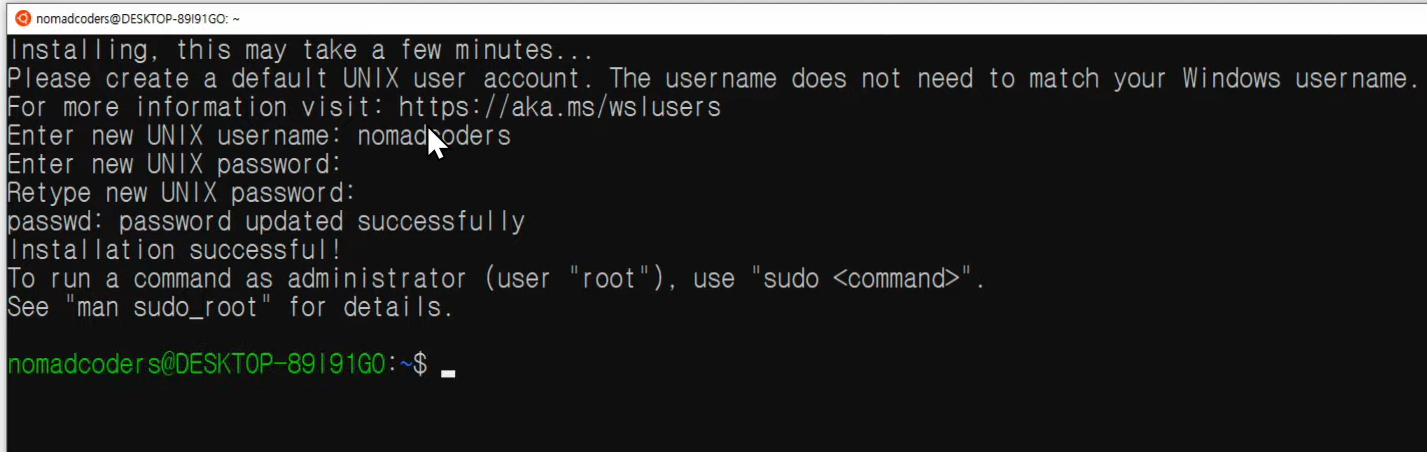 nomadcoders@DESKTOP-89I91GO: ~
Installing, this may take a few minutes...
Please create a default UNIX user account. The username does not need to match your Windows username.
For more information visit: https://aka.ms/wslusers
Enter new UNIX username: nomadcoders
Enter new UNIX password:
Retype new UNIX password:
passwd: password updated successfully
Installation successful!
To run a command as administrator (user "root"), use "sudo <command>".
See "man sudo_root" for details.
nomadcoders@DESKTOP-89I91GO:~$